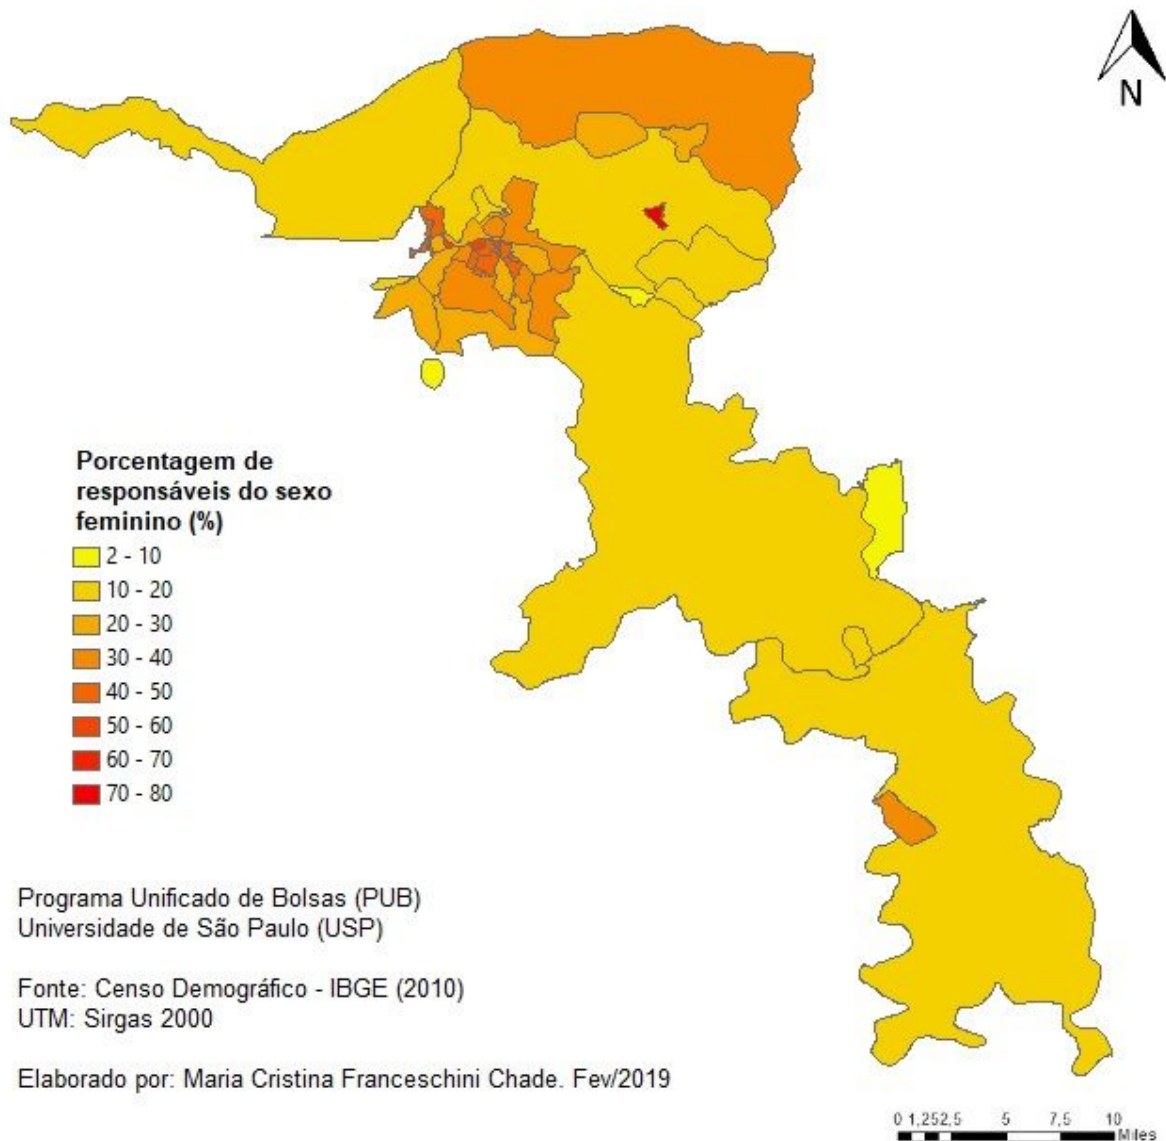 N
Porcentagem de
responsáveis do sexo
feminino (%)
2 - 10
10 - 20
20 - 30
30 - 40
40 - 50
50 - 60
60 - 70
70 - 80
Programa Unificado de Bolsas (PUB)
Universidade de São Paulo (USP)
Fonte: Censo Demográfico - IBGE (2010)
UTM: Sirgas 2000
Elaborado por: Maria Cristina Franceschini Chade. Fev/2019
0 1,252,5 5 7,5 10
Miles